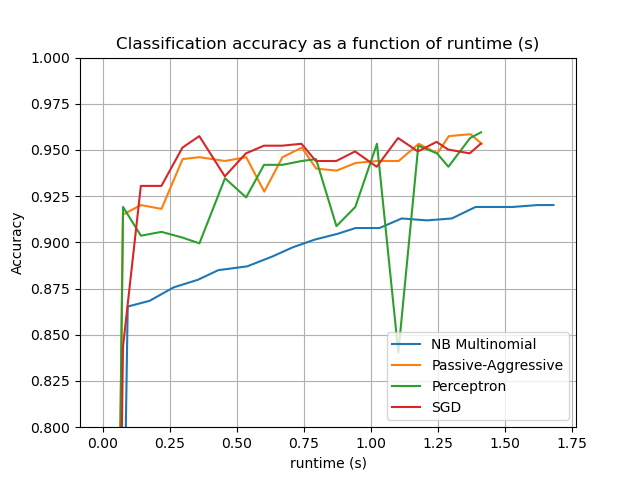 Classification accuracy as a function of runtime (s)
1.000
0.975
0.950
0.925
0.900
0.875
0.850
0.825
0.800
Accuracy
NB Multinomial
Passive-Aggressive
Perceptron
SGD
0.00 0.25 0.50 0.75 1.00 1.25 1.50 1.75
runtime (s)